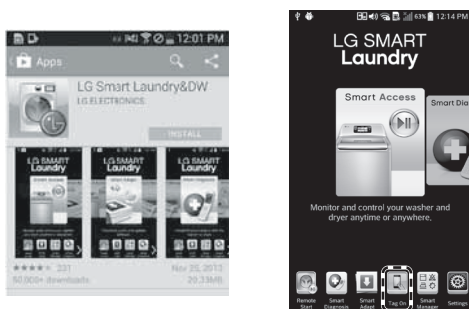 12:01 PM
Apps
LG Smart Laundry&DW
LG ELECTRONICS
INSTALL
LG SMART
Laundry
LG SMART
Laundry
LG SMART
Laundry
331
Nov 25, 2013
50,000+ downloads
20.33MB
63% 12:14 PM
LG SMART
Laundry
Smart Access
Smart Dia
Monitor and control your washer and
dryer anytime or anywhere.
Remote Start
Smart Diagnosis
Smart Adapt
Tag On
Smart Manager
Settings